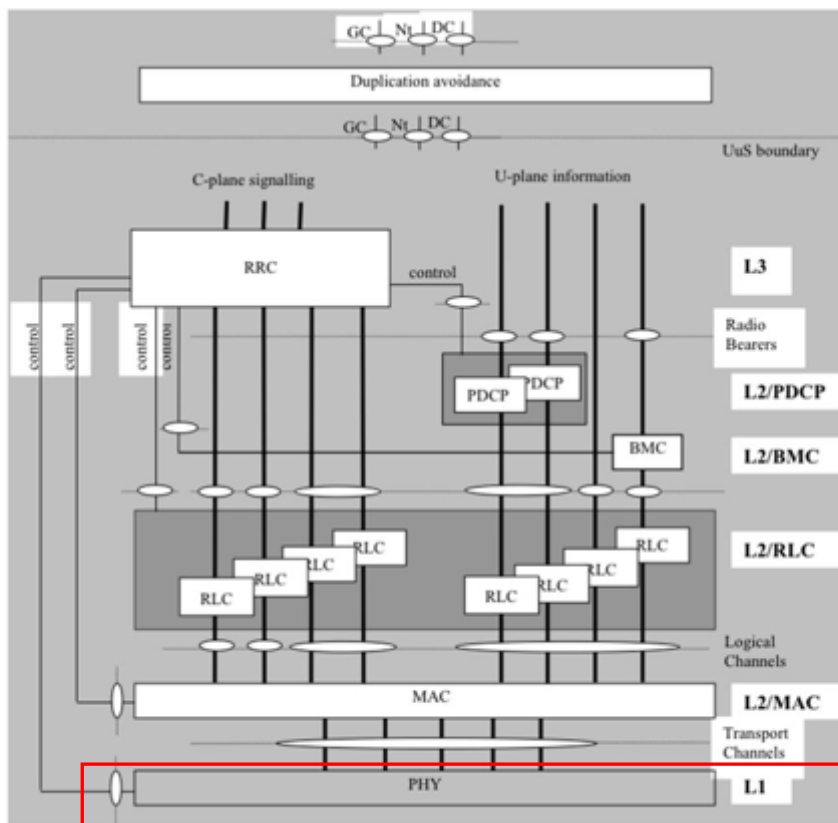 GC Nt DC
Duplication avoidance
GC Nt DC
UuS boundary
C-plane signalling
U-plane information
RRC
control
L3
control
control
control
control
Radio
Bearers
PDCP
PDCP
L2/PDCP
BMC
L2/BMC
RLC
RLC
RLC
RLC
RLC
RLC
RLC
RLC
L2/RLC
Logical
Channels
MAC
L2/MAC
Transport
Channels
PHY
L1